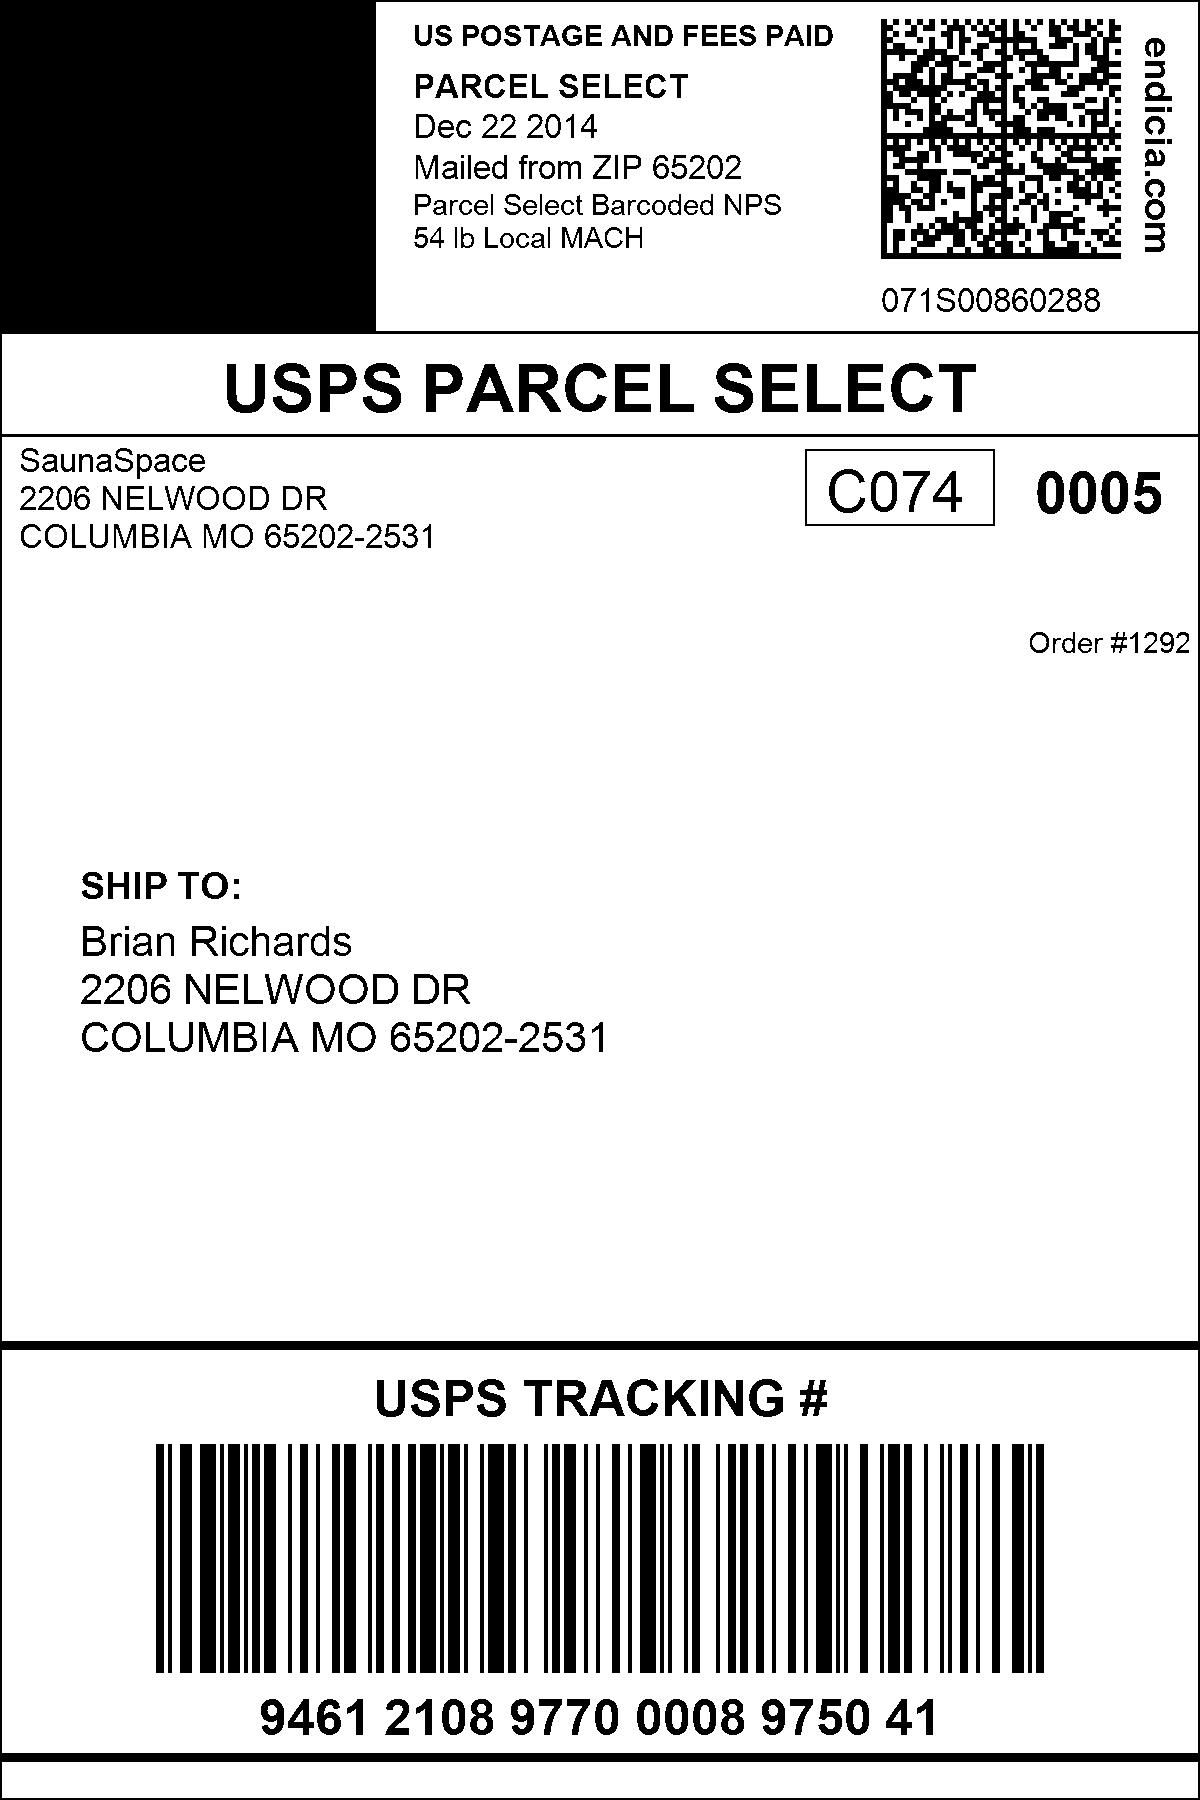 US POSTAGE AND FEES PAID
PARCEL SELECT
Dec 22 2014
Mailed from ZIP 65202
Parcel Select Barcoded NPS
54 lb Local MACH
endicia.com
071S00860288
USPS PARCEL SELECT
SaunaSpace
2206 NELWOOD DR
COLUMBIA MO 65202-2531
C074 0005
Order #1292
SHIP TO:
Brian Richards
2206 NELWOOD DR
COLUMBIA MO 65202-2531
USPS TRACKING #
9461 2108 9770 0008 9750 41